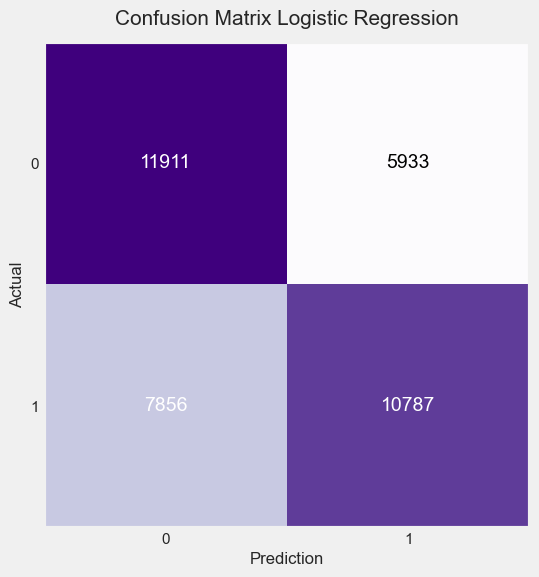 Confusion Matrix Logistic Regression
0
11911
5933
Actual
1
7856
10787
0
1
Prediction